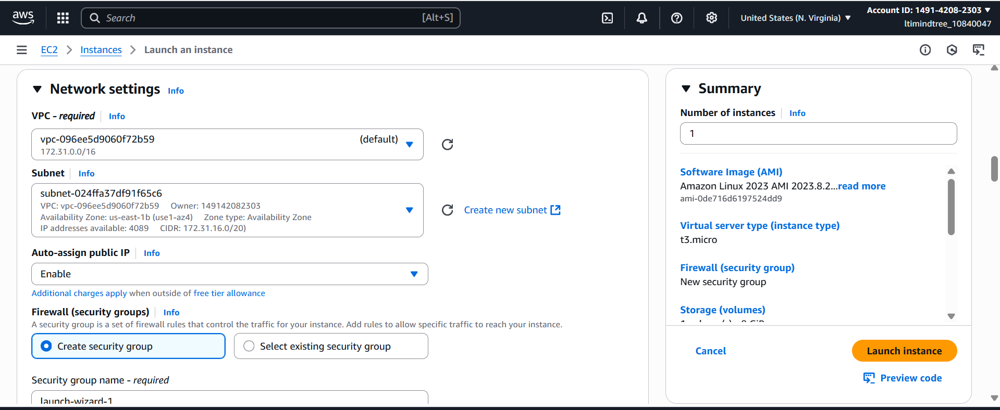 aws
Search [Alt+S]
United States (N. Virginia)
Account ID: 1491-4208-2303
ltimindtree_10840047
EC2 Instances Launch an instance
Network settings Info
VPC - required Info
vpc-096ee5d9060f72b59 (default)
172.31.0.0/16
Subnet Info
subnet-024ffa37df91f65c6
VPC: vpc-096ee5d9060f72b59 Owner: 149142082303
Availability Zone: us-east-1b (use1-az4) Zone type: Availability Zone
IP addresses available: 4089 CIDR: 172.31.16.0/20)
Create new subnet
Auto-assign public IP Info
Enable
Additional charges apply when outside of free tier allowance
Firewall (security groups) Info
A security group is a set of firewall rules that control the traffic for your instance. Add rules to allow specific traffic to reach your instance.
Create security group Select existing security group
Security group name - required
launch-wizard-1
Summary
Number of instances Info
1
Software Image (AMI)
Amazon Linux 2023 AMI 2023.8.2...read more
ami-0de716d6197524dd9
Virtual server type (instance type)
t3.micro
Firewall (security group)
New security group
Storage (volumes)
Cancel Launch instance
Preview code